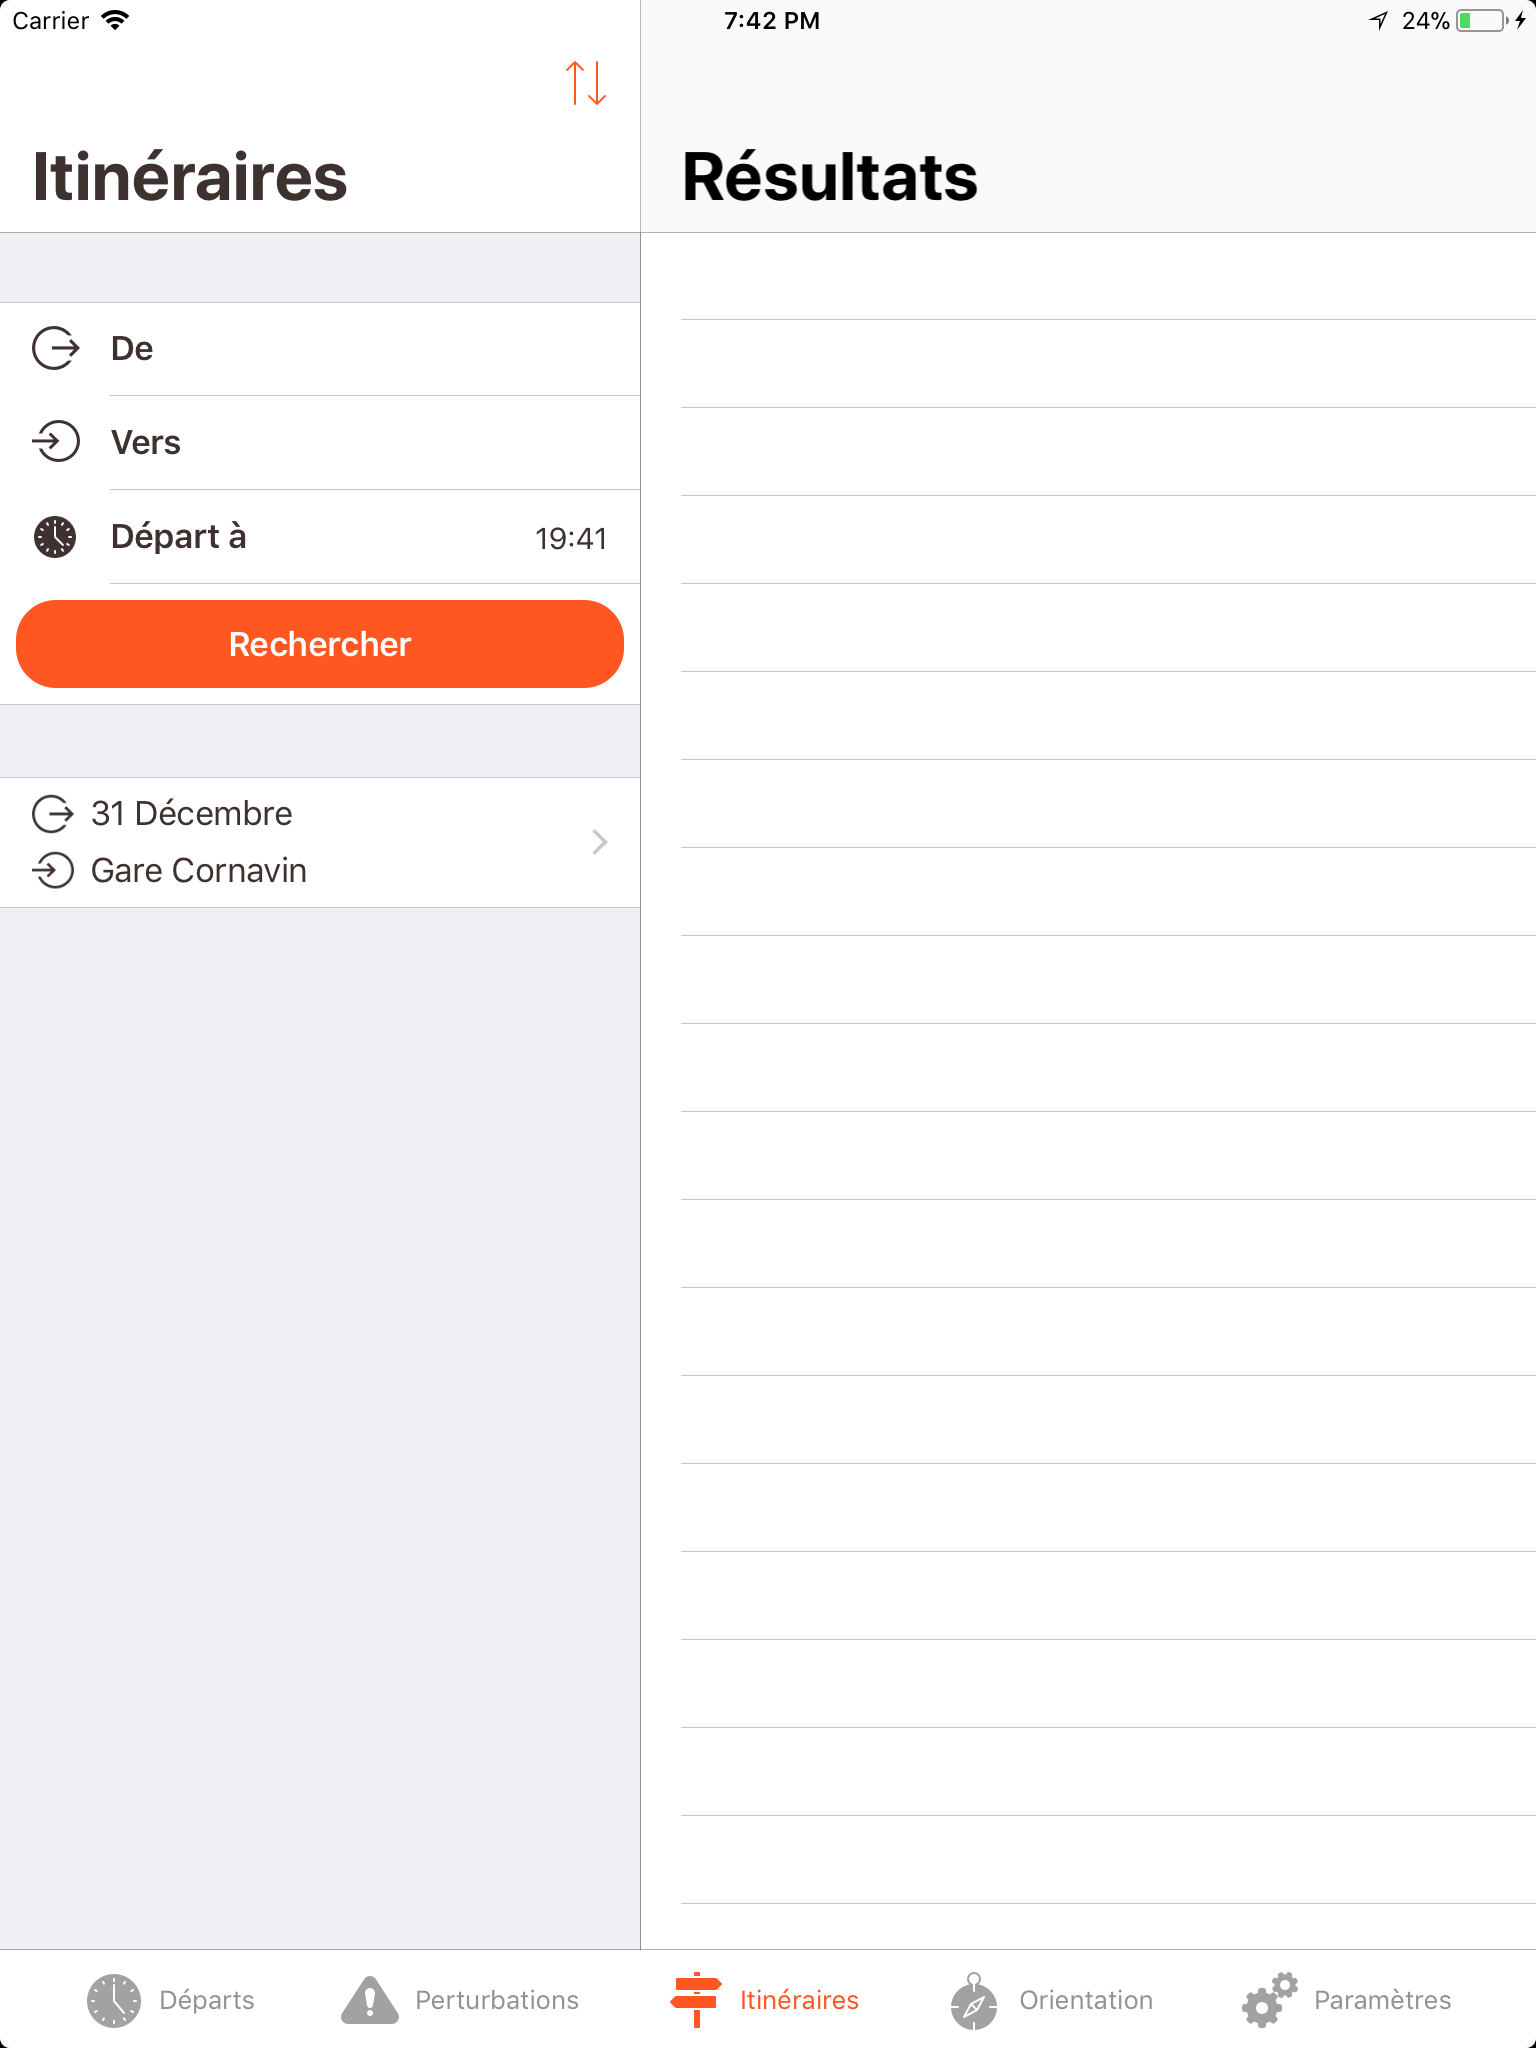 Carrier
7:42 PM
24%
Itinéraires
Résultats
De
Vers
Départ à
19:41
Rechercher
31 Décembre
Gare Cornavin
Départs
Perturbations
Itinéraires
Orientation
Paramètres